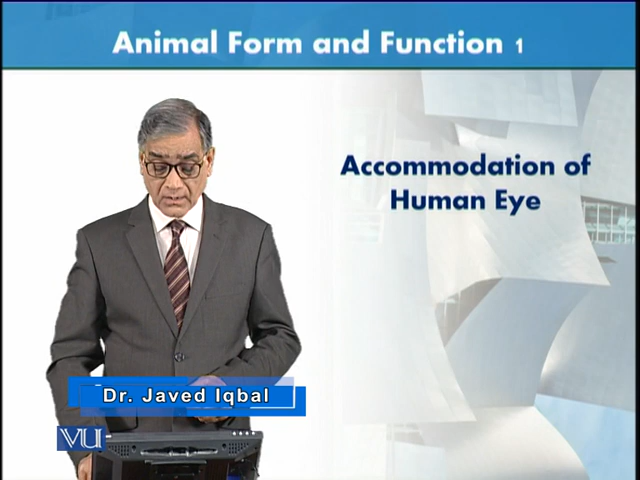 Animal Form and Function 1
Accommodation of
Human Eye
Dr. Javed Iqbal
VU